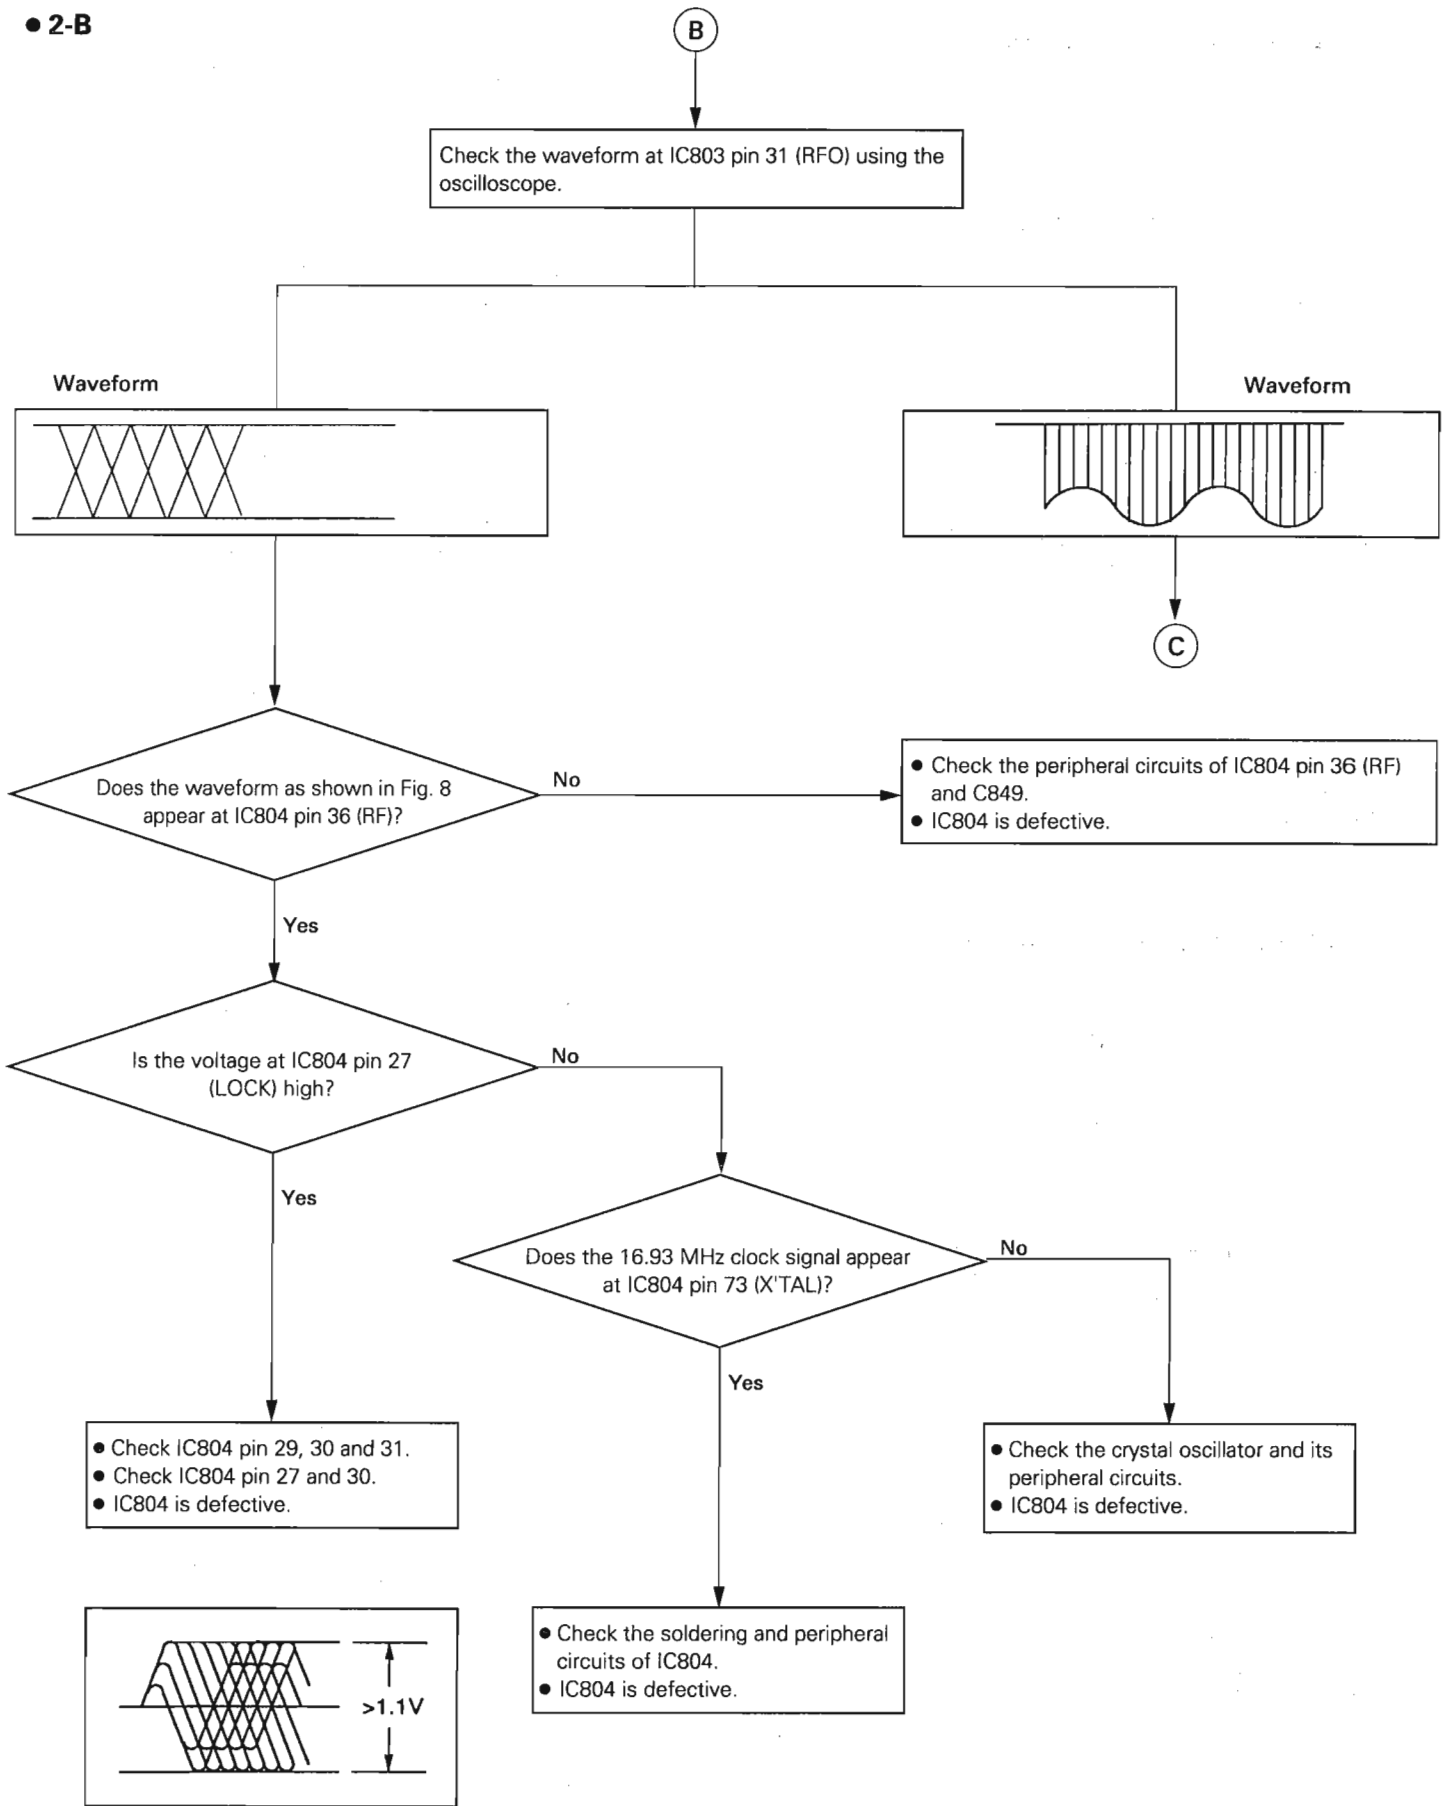 ● 2-B
B
Check the waveform at IC803 pin 31 (RFO) using the
oscilloscope.
Waveform
Waveform
C
Does the waveform as shown in Fig. 8
appear at IC804 pin 36 (RF)?
No
● Check the peripheral circuits of IC804 pin 36 (RF)
and C849.
● IC804 is defective.
Yes
Is the voltage at IC804 pin 27
(LOCK) high?
No
Yes
Does the 16.93 MHz clock signal appear
at IC804 pin 73 (X'TAL)?
No
Yes
● Check IC804 pin 29, 30 and 31.
● Check IC804 pin 27 and 30.
● IC804 is defective.
● Check the crystal oscillator and its
peripheral circuits.
● IC804 is defective.
● Check the soldering and peripheral
circuits of IC804.
● IC804 is defective.
>1.1V